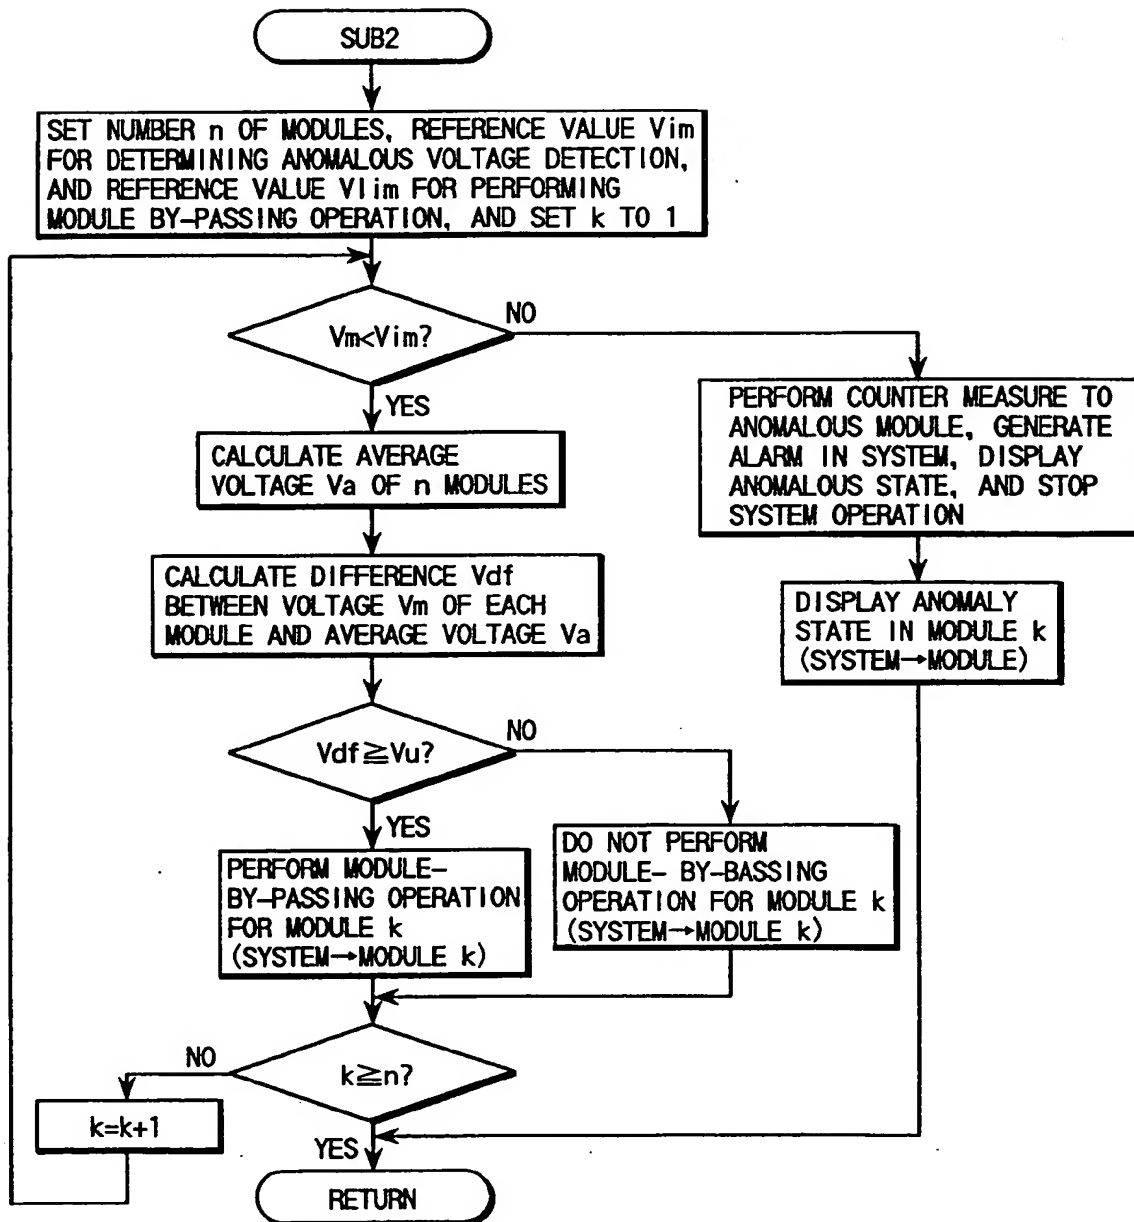 SUB2
SET NUMBER n OF MODULES, REFERENCE VALUE Vim
FOR DETERMINING ANOMALOUS VOLTAGE DETECTION,
AND REFERENCE VALUE Vlim FOR PERFORMING
MODULE BY-PASSING OPERATION, AND SET k TO 1
Vm<Vim?
NO
YES
PERFORM COUNTER MEASURE TO
ANOMALOUS MODULE, GENERATE
ALARM IN SYSTEM, DISPLAY
ANOMALOUS STATE, AND STOP
SYSTEM OPERATION
CALCULATE AVERAGE
VOLTAGE Va OF n MODULES
CALCULATE DIFFERENCE Vdf
BETWEEN VOLTAGE Vm OF EACH
MODULE AND AVERAGE VOLTAGE Va
DISPLAY ANOMALY
STATE IN MODULE k
(SYSTEM→MODULE)
Vdf≧Vu?
NO
YES
PERFORM MODULE-
BY-PASSING OPERATION
FOR MODULE k
(SYSTEM→MODULE k)
DO NOT PERFORM
MODULE- BY-BASSING
OPERATION FOR MODULE k
(SYSTEM→MODULE k)
k≧n?
NO
k=k+1
YES
RETURN